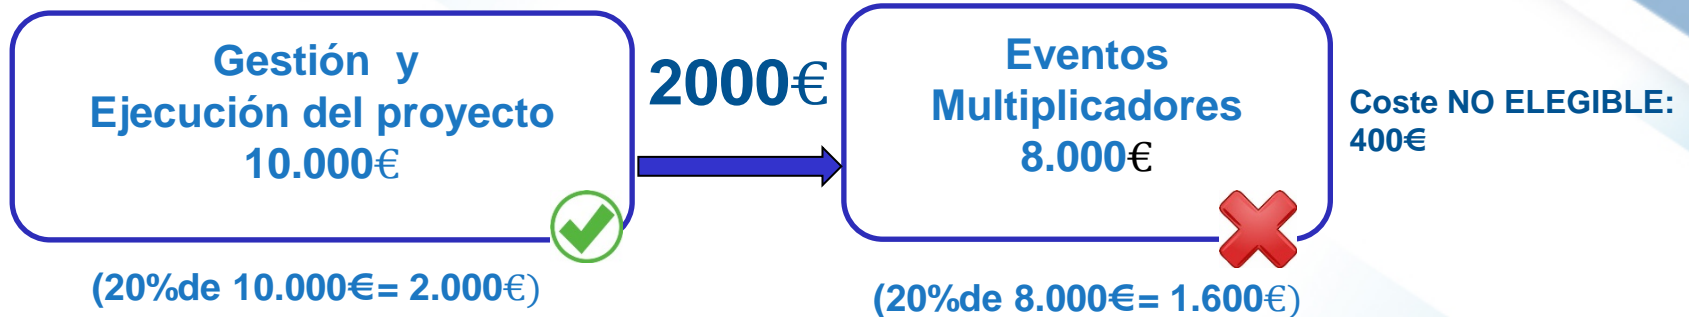 Gestión y
Ejecución del proyecto
10.000€
2000€
Eventos
Multiplicadores
8.000€
Coste NO ELEGIBLE:
400€
(20%de 10.000€= 2.000€)
(20%de 8.000€= 1.600€)